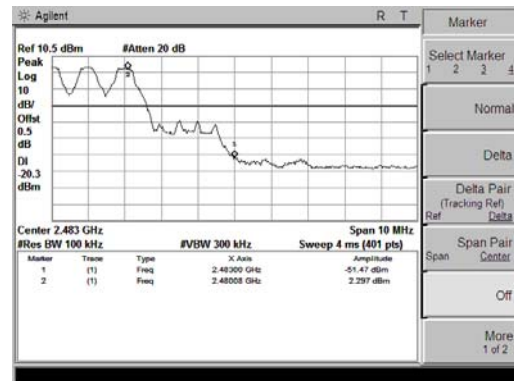 Agilent R T
Ref 10.5 dBm #Atten 20 dB
Peak
Log
10
dB/
Offst
0.5
dB
DI
-20.3
dBm
2
1
Center 2.483 GHz Span 10 MHz
#Res BW 100 kHz #VBW 300 kHz Sweep 4 ms (401 pts)
Marker Trace Type X Axis Amplitude
1 (1) Freq 2.48300 GHz -51.47 dBm
2 (1) Freq 2.48008 GHz 2.297 dBm
Marker
Select Marker
1 2 3 4
Normal
Delta
Delta Pair
(Tracking Ref)
Ref Delta
Span Pair
Span Center
Off
More
1 of 2